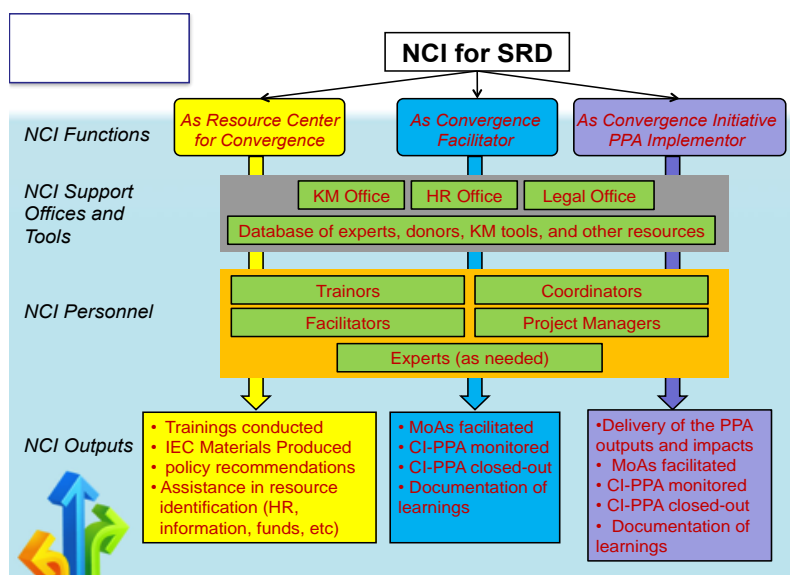 NCI for SRD
NCI Functions
As Resource Center
for Convergence
As Convergence
Facilitator
As Convergence Initiative
PPA Implementor
NCI Support
Offices and
Tools
KM Office
HR Office
Legal Office
Database of experts, donors, KM tools, and other resources
NCI Personnel
Trainors
Coordinators
Facilitators
Project Managers
Experts (as needed)
NCI Outputs
• Trainings conducted
• IEC Materials Produced
• policy recommendations
• Assistance in resource
identification (HR,
information, funds, etc)
• MoAs facilitated
• CI-PPA monitored
• CI-PPA closed-out
• Documentation of
learnings
•Delivery of the PPA
outputs and impacts
• MoAs facilitated
• CI-PPA monitored
• CI-PPA closed-out
• Documentation of
learnings